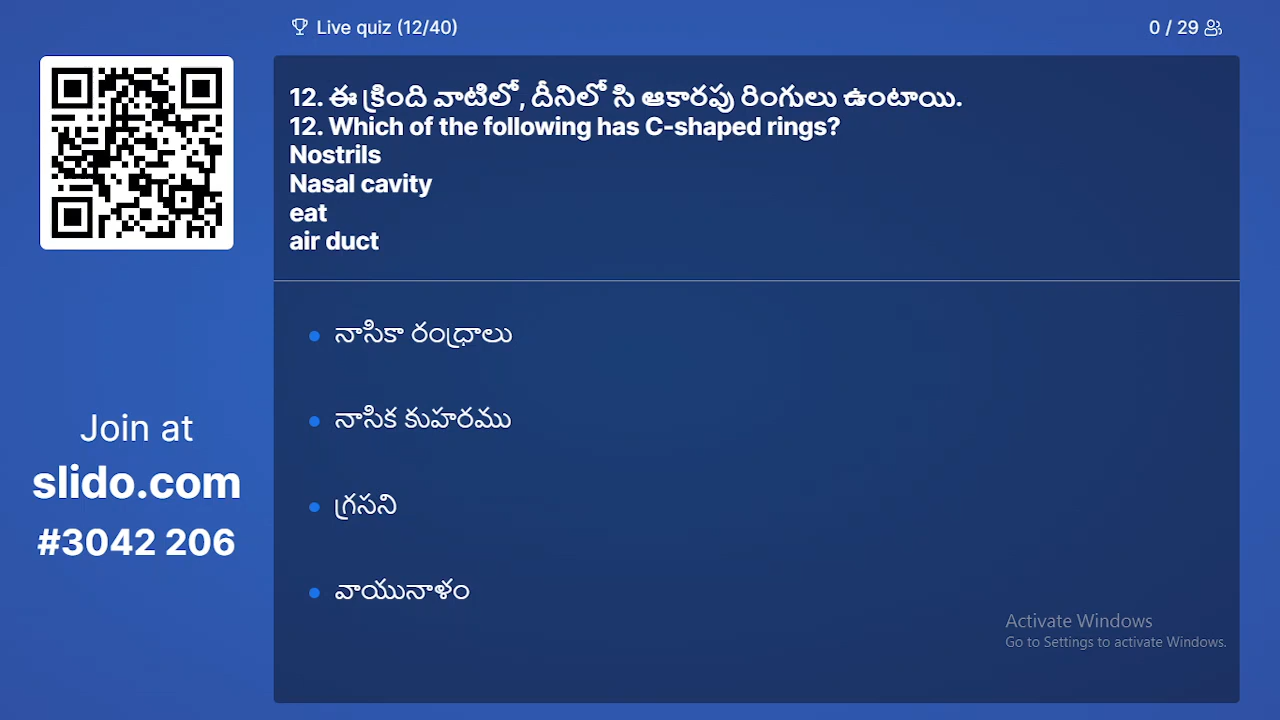 Live quiz (12/40)
0 / 29
12. ఈ క్రింది వాటిలో, దీనిలో సి ఆకారపు రింగులు ఉంటాయి.
12. Which of the following has C-shaped rings?
Nostrils
Nasal cavity
eat
air duct
నాసికా రంధ్రాలు
నాసిక కుహరము
గ్రసని
వాయునాళం
Join at
slido.com
#3042 206
Activate Windows
Go to Settings to activate Windows.